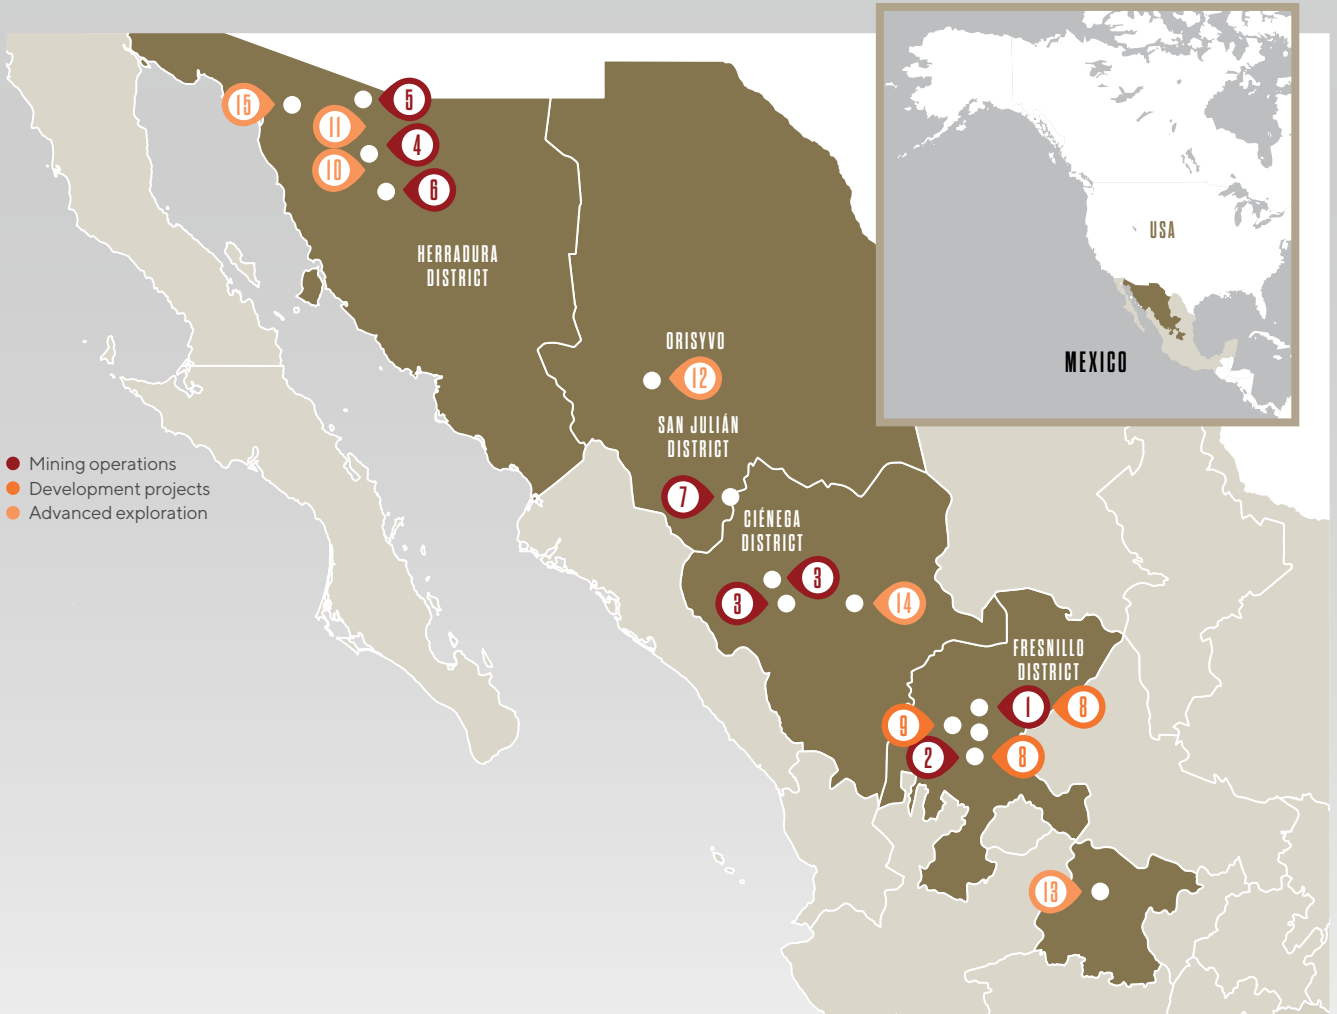 15
5
11
4
10
6
HERRADURA
DISTRICT
USA
MEXICO
ORISYVO
12
SAN JULIÁN
DISTRICT
Mining operations
Development projects
Advanced exploration
7
CIÉNEGA
DISTRICT
3
3
14
FRESNILLO
DISTRICT
1
8
9
2
8
13